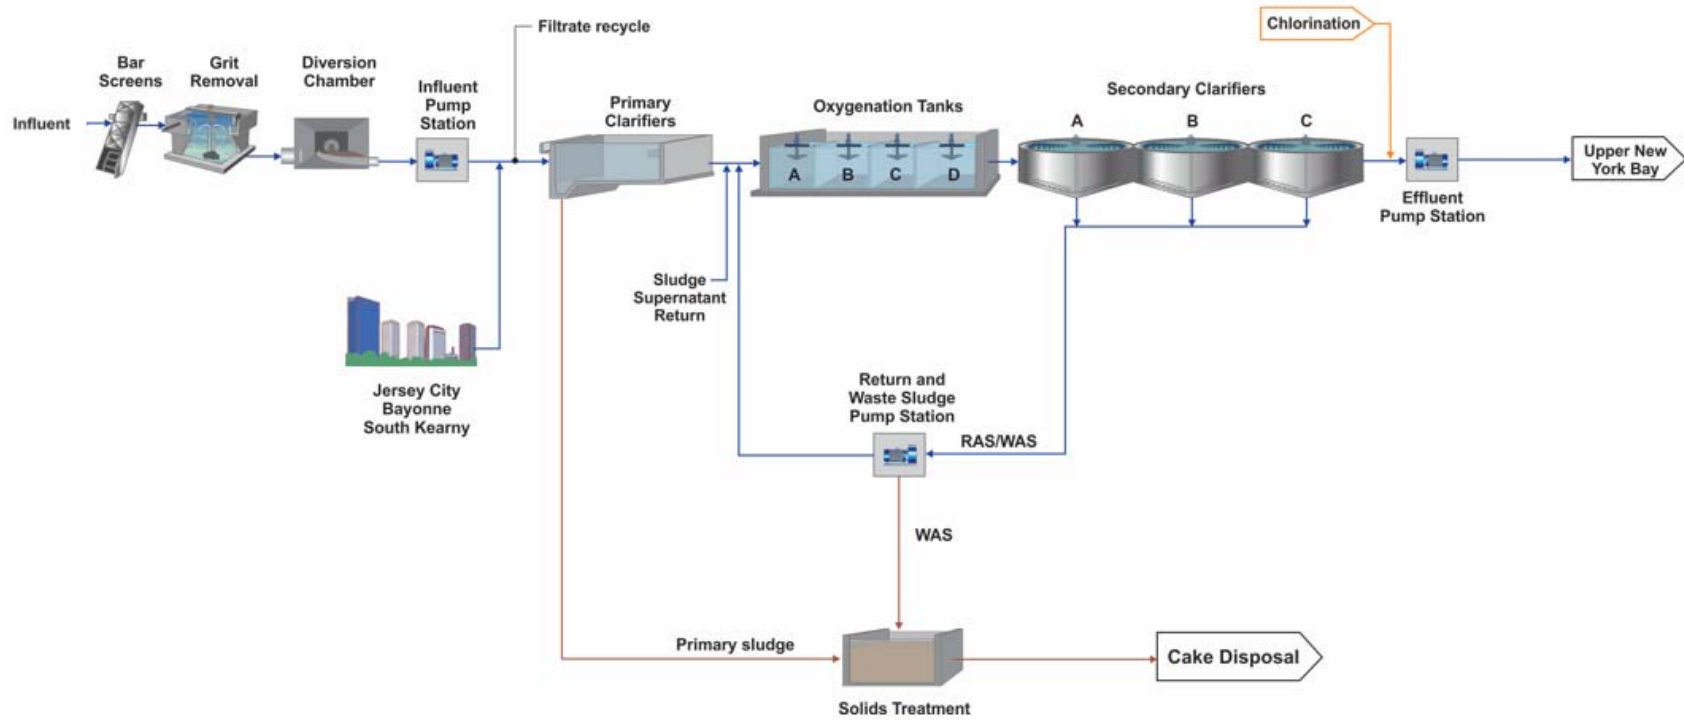 Filtrate recycle
Chlorination
Bar
Screens
Grit
Removal
Diversion
Chamber
Influent
Pump
Station
Primary
Clarifiers
Oxygenation Tanks
Secondary Clarifiers
A
B
C
Influent
A
B
C
D
Upper New
York Bay
Effluent
Pump Station
Sludge
Supernatant
Return
Jersey City
Bayonne
South Kearny
Return and
Waste Sludge
Pump Station
RAS/WAS
WAS
Primary sludge
Cake Disposal
Solids Treatment